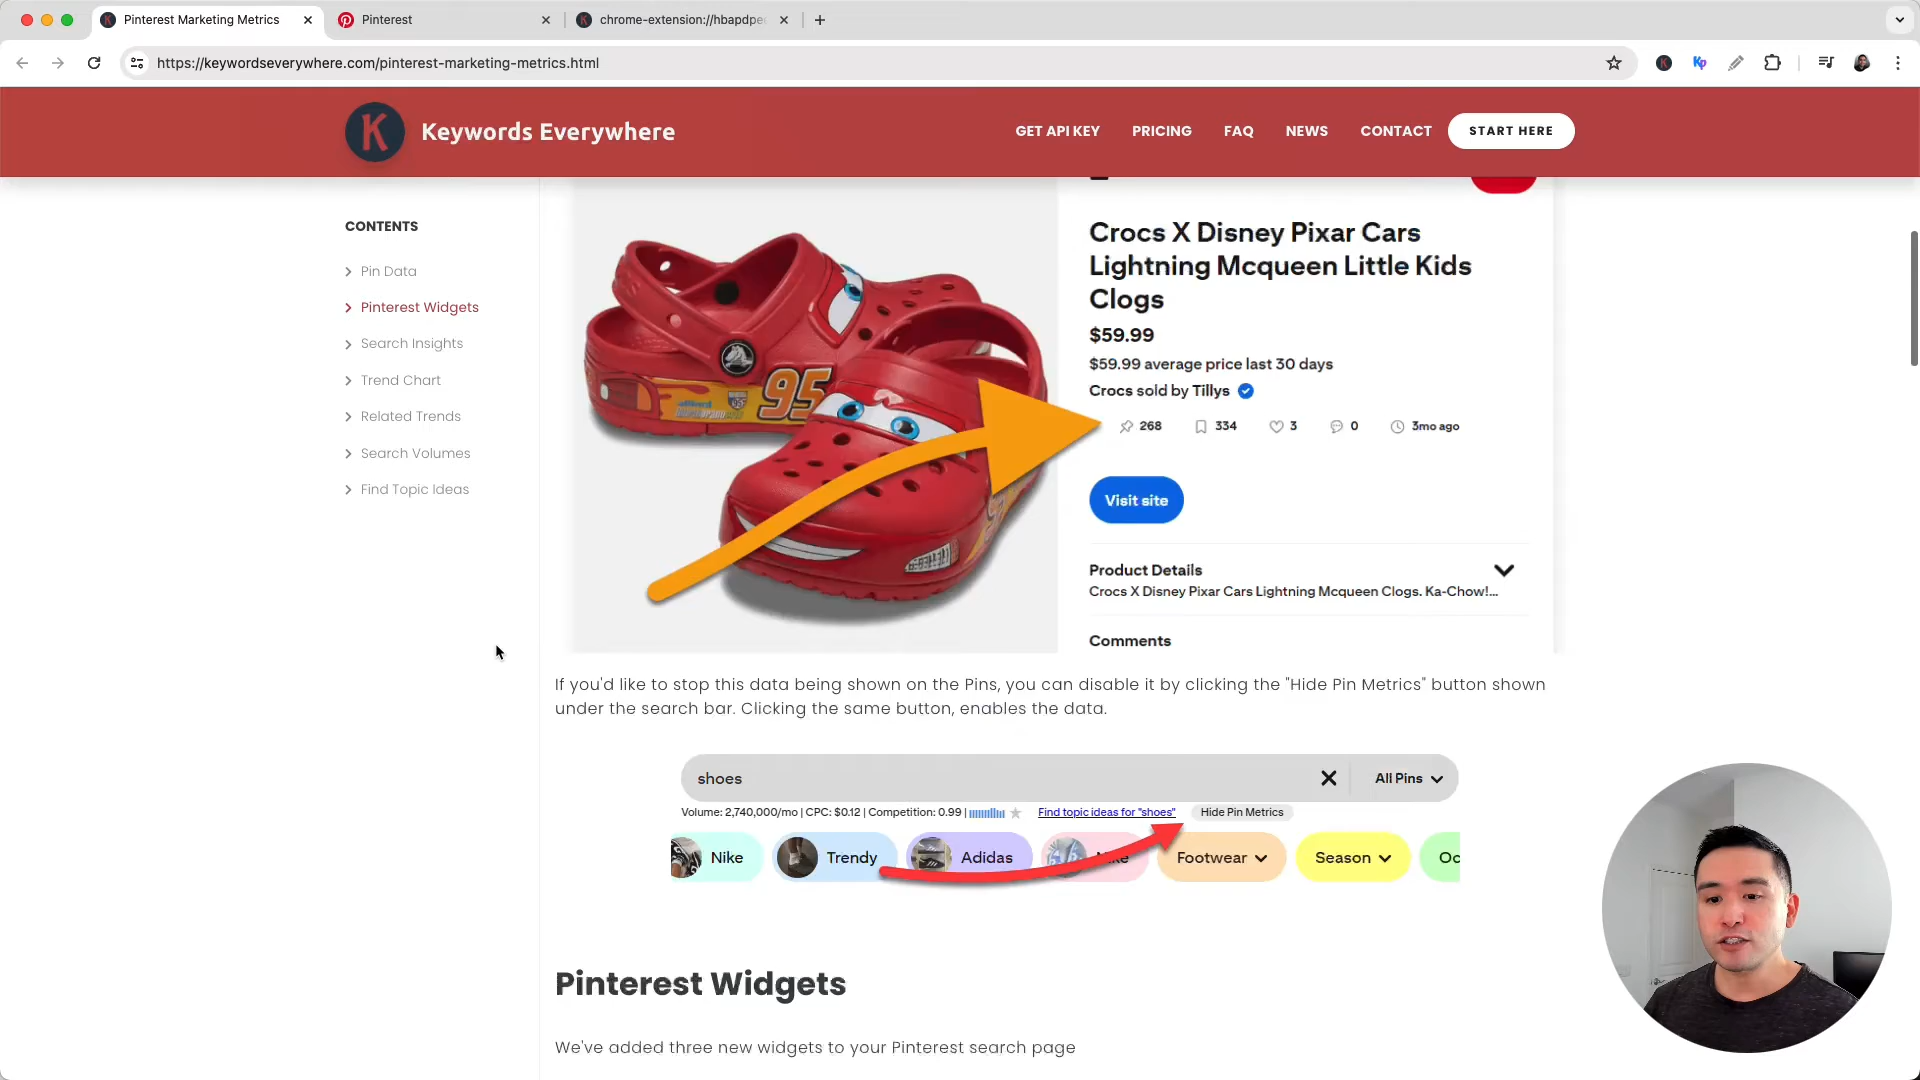 Pinterest Marketing Metrics
Pinterest
chrome-extension://hbapdpe
https://keywordseverywhere.com/pinterest-marketing-metrics.html
Kp
K
Keywords Everywhere
GET API KEY
PRICING
FAQ
NEWS
CONTACT
START HERE
CONTENTS
Pin Data
Pinterest Widgets
Search Insights
Trend Chart
Related Trends
Search Volumes
Find Topic Ideas
95
Crocs X Disney Pixar Cars
Lightning Mcqueen Little Kids
Clogs
$59.99
$59.99 average price last 30 days
Crocs sold by Tillys
268
334
3
0
3mo ago
Visit site
Product Details
Crocs X Disney Pixar Cars Lightning Mcqueen Clogs. Ka-Chow!...
Comments
If you'd like to stop this data being shown on the Pins, you can disable it by clicking the "Hide Pin Metrics" button shown
under the search bar. Clicking the same button, enables the data.
shoes
All Pins
Volume: 2,740,000/mo | CPC: $0.12 | Competition: 0.99 |
Find topic ideas for "shoes"
Hide Pin Metrics
Nike
Trendy
Adidas
Footwear
Season
Oc
Pinterest Widgets
We've added three new widgets to your Pinterest search page